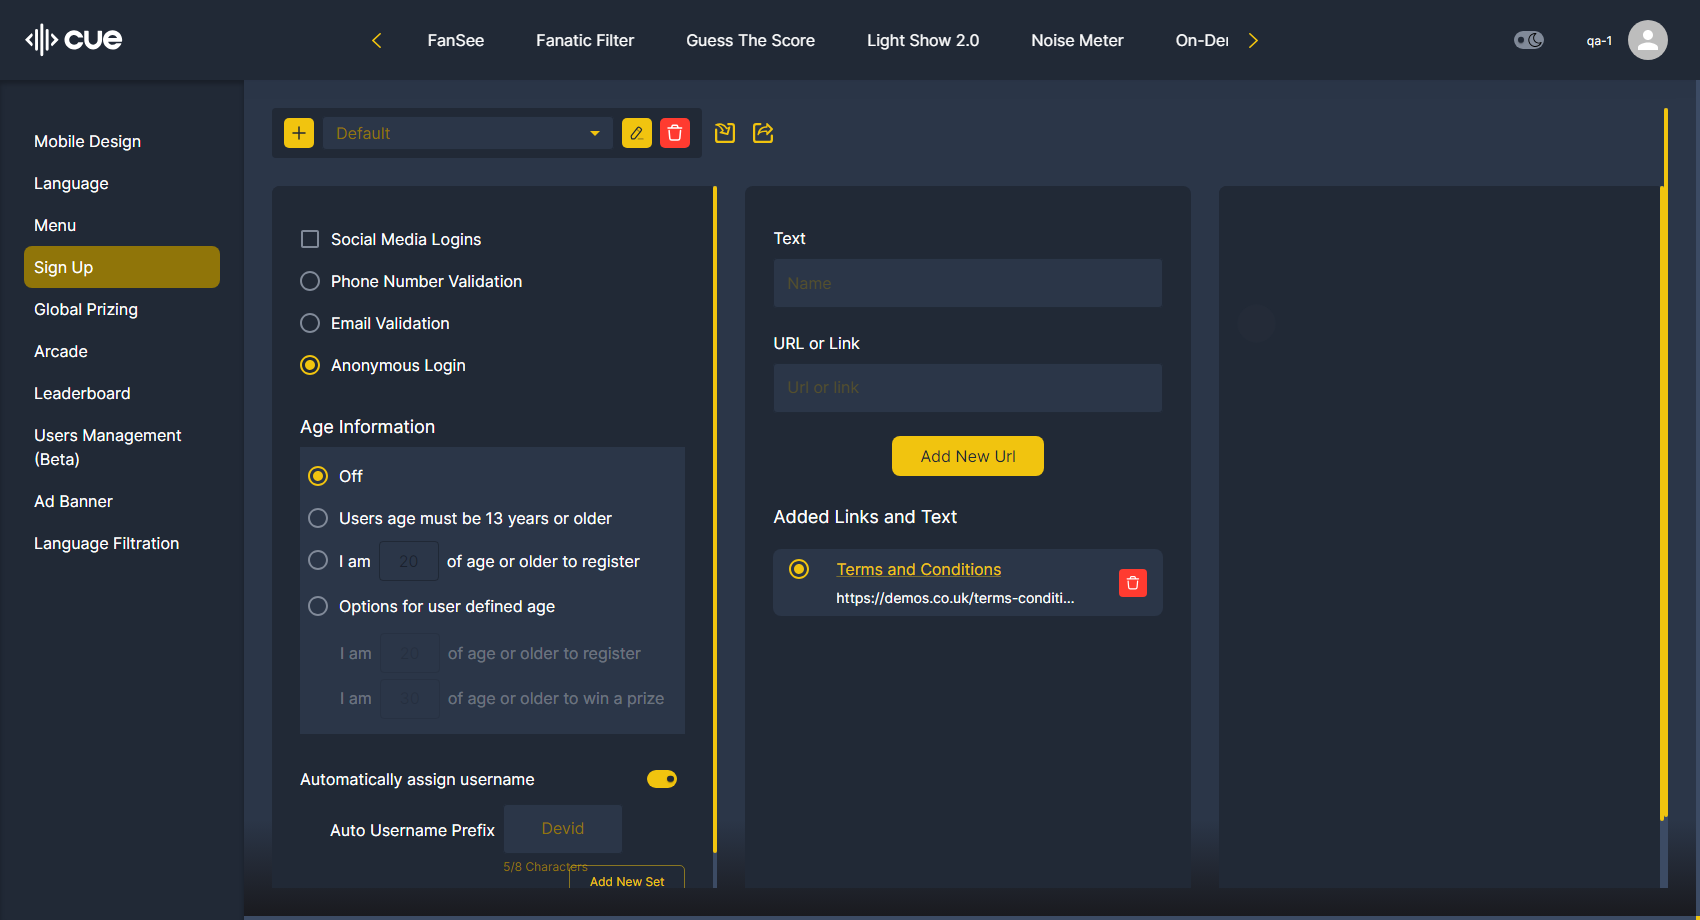 cue
FanSee
Fanatic Filter
Guess The Score
Light Show 2.0
Noise Meter
On-De
qa-1
Mobile Design
Language
Menu
Sign Up
Global Prizing
Arcade
Leaderboard
Users Management
(Beta)
Ad Banner
Language Filtration
Default
Social Media Logins
Phone Number Validation
Email Validation
Anonymous Login
Age Information
Off
Users age must be 13 years or older
I am 20 of age or older to register
Options for user defined age
I am 20 of age or older to register
I am 30 of age or older to win a prize
Automatically assign username
Auto Username Prefix Devid
5/8 Characters
Add New Set
Text
Name
URL or Link
Url or link
Add New Url
Added Links and Text
Terms and Conditions
https://demos.co.uk/terms-conditi...